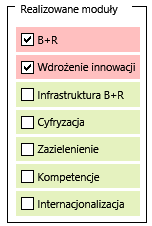 Realizowane moduły
B+R
Wdrożenie innowacji
Infrastruktura B+R
Cyfryzacja
Zazielenienie
Kompetencje
Internacjonalizacja